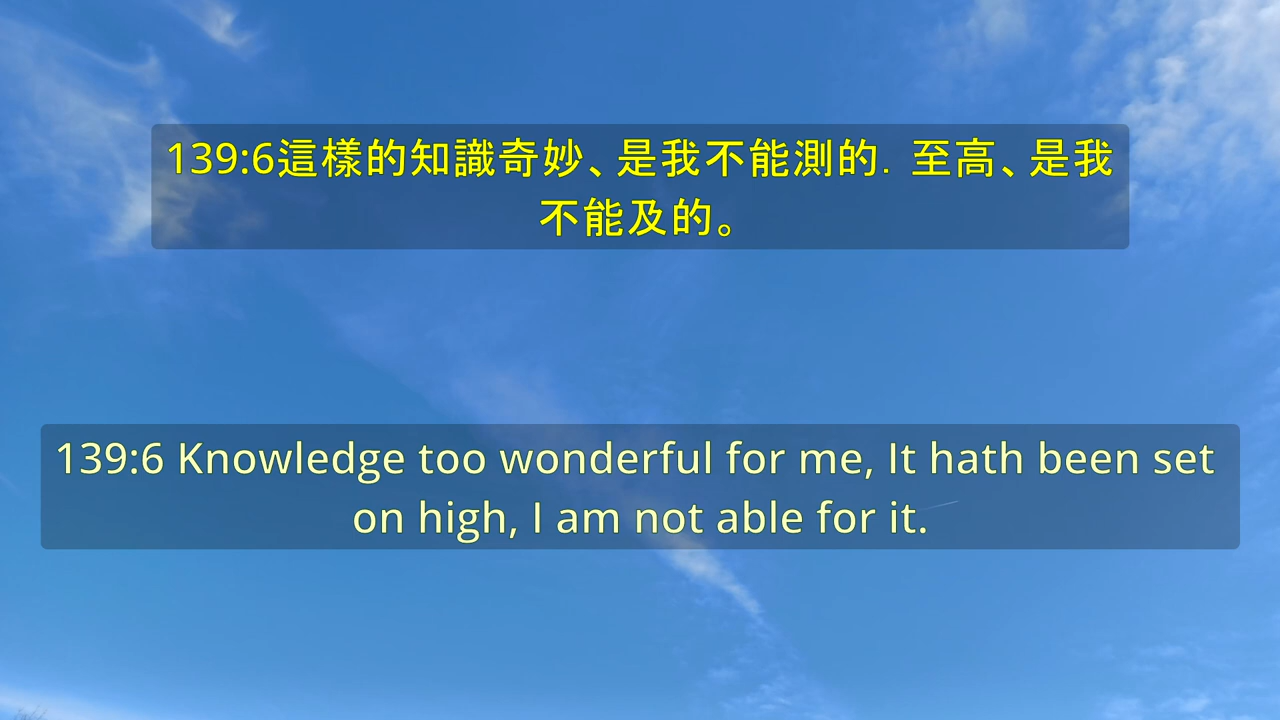 139:6這樣的知識奇妙、是我不能測的．至高、是我
不能及的。
139:6 Knowledge too wonderful for me, It hath been set
on high, I am not able for it.